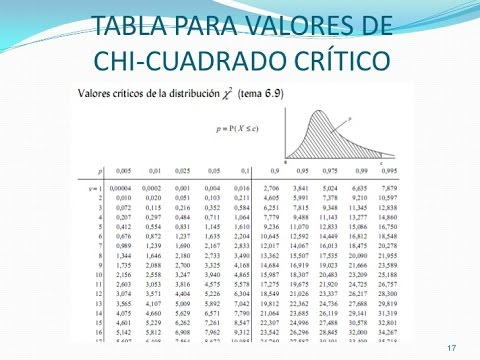 TABLA PARA VALORES DE
CHI-CUADRADO CRÍTICO
Valores críticos de la distribución χ² (tema 6.9)
p = P( X ≤ c)
p
c
p 0,005 0,01 0,025 0,05 0,1 0,9 0,95 0,975 0,99 0,995
ν = 1 0,00004 0,0002 0,001 0,004 0,016 2,706 3,841 5,024 6,635 7,879
2 0,010 0,020 0,051 0,103 0,211 4,605 5,991 7,378 9,210 10,597
3 0,072 0,115 0,216 0,352 0,584 6,251 7,815 9,348 11,345 12,838
4 0,207 0,297 0,484 0,711 1,064 7,779 9,488 11,143 13,277 14,860
5 0,412 0,554 0,831 1,145 1,610 9,236 11,070 12,833 15,086 16,750
6 0,676 0,872 1,237 1,635 2,204 10,645 12,592 14,449 16,812 18,548
7 0,989 1,239 1,690 2,167 2,833 12,017 14,067 16,013 18,475 20,278
8 1,344 1,646 2,180 2,733 3,490 13,362 15,507 17,535 20,090 21,955
9 1,735 2,088 2,700 3,325 4,168 14,684 16,919 19,023 21,666 23,589
10 2,156 2,558 3,247 3,940 4,865 15,987 18,307 20,483 23,209 25,188
11 2,603 3,053 3,816 4,575 5,578 17,275 19,675 21,920 24,725 26,757
12 3,074 3,571 4,404 5,226 6,304 18,549 21,026 23,337 26,217 28,300
13 3,565 4,107 5,009 5,892 7,042 19,812 22,362 24,736 27,688 29,819
14 4,075 4,660 5,629 6,571 7,790 21,064 23,685 26,119 29,141 31,319
15 4,601 5,229 6,262 7,261 8,547 22,307 24,996 27,488 30,578 32,801
16 5,142 5,812 6,908 7,962 9,312 23,542 26,296 28,845 32,000 34,267
17